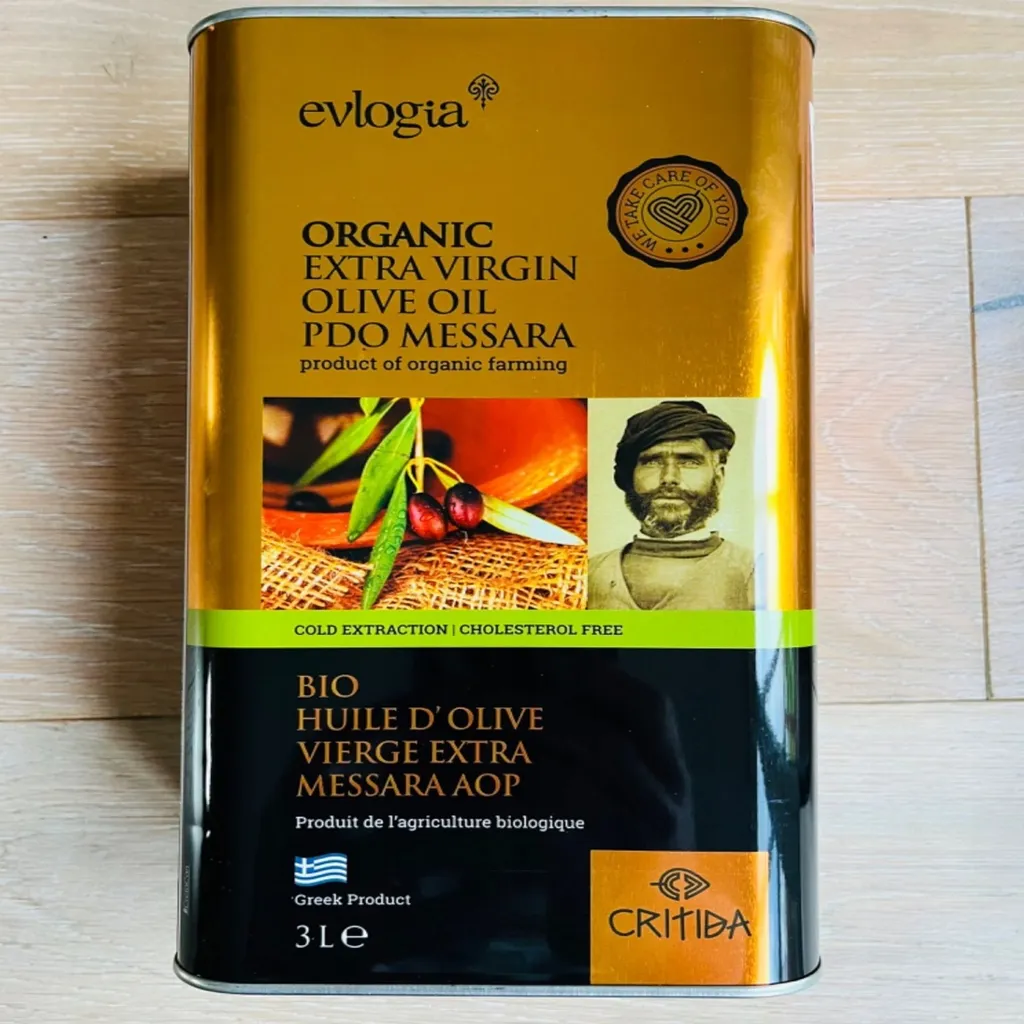 evlogia
WE TAKE CARE OF YOU
ORGANIC
EXTRA VIRGIN
OLIVE OIL
PDO MESSARA
product of organic farming
COLD EXTRACTION | CHOLESTEROL FREE
BIO
HUILE D' OLIVE
VIERGE EXTRA
MESSARA AOP
Produit de l'agriculture biologique
Greek Product
3 L ℮
CRITIDA